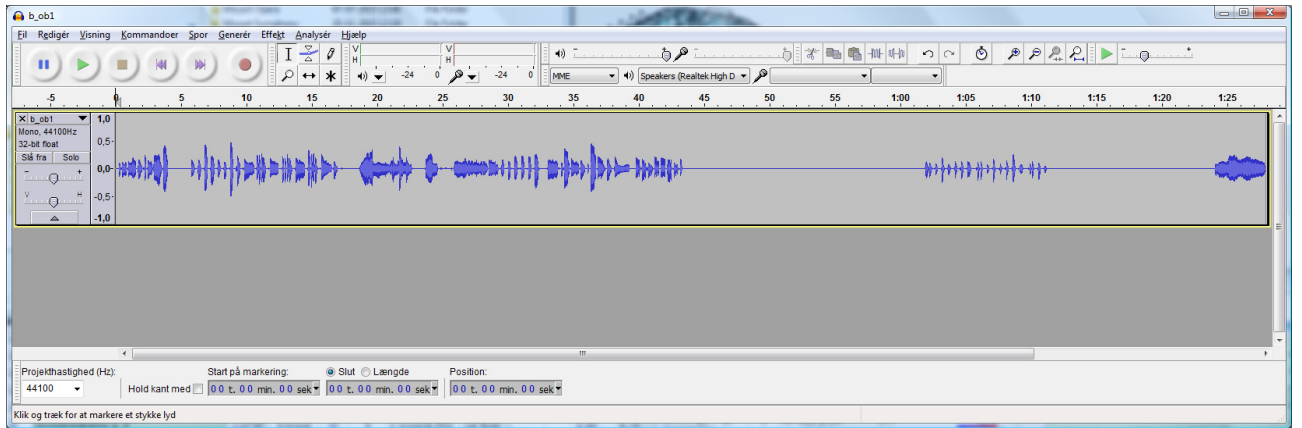 b_ob1
Fil Redigér Visning Kommandoer Spor Generér Effekt Analysér Hjælp
V H -24 0 V H -24 0
MME Speakers (Realtek High D
-5 0 5 10 15 20 25 30 35 40 45 50 55 1:00 1:05 1:10 1:15 1:20 1:25
b_ob1
Mono, 44100Hz
32-bit float
Slå fra Solo
- +
V H
1,0
0,5
0,0
-0,5
-1,0
Projekthastighed (Hz): Start på markering: Slut Længde Position:
44100 Hold kant med 00 t. 00 min. 00 sek 00 t. 00 min. 00 sek 00 t. 00 min. 00 sek
Klik og træk for at markere et stykke lyd